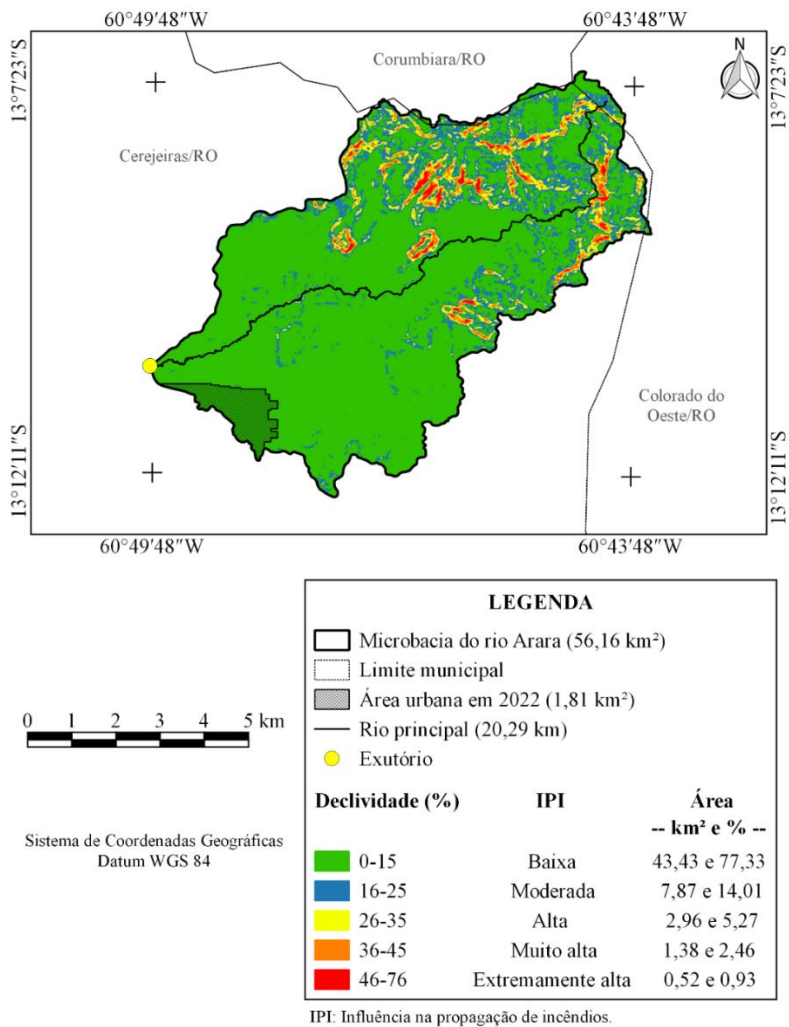 60°49'48"W 60°43'48"W
13°7'23"S 13°7'23"S
N
Corumbiara/RO
Cerejeiras/RO
Colorado do
Oeste/RO
13°12'11"S 13°12'11"S
60°49'48"W 60°43'48"W
LEGENDA
Microbacia do rio Arara (56,16 km²)
Limite municipal
Área urbana em 2022 (1,81 km²)
Rio principal (20,29 km)
Exutório
0 1 2 3 4 5 km
Sistema de Coordenadas Geográficas
Datum WGS 84
Declividade (%) IPI Área
-- km² e % --
0-15 Baixa 43,43 e 77,33
16-25 Moderada 7,87 e 14,01
26-35 Alta 2,96 e 5,27
36-45 Muito alta 1,38 e 2,46
46-76 Extremamente alta 0,52 e 0,93
IPI: Influência na propagação de incêndios.